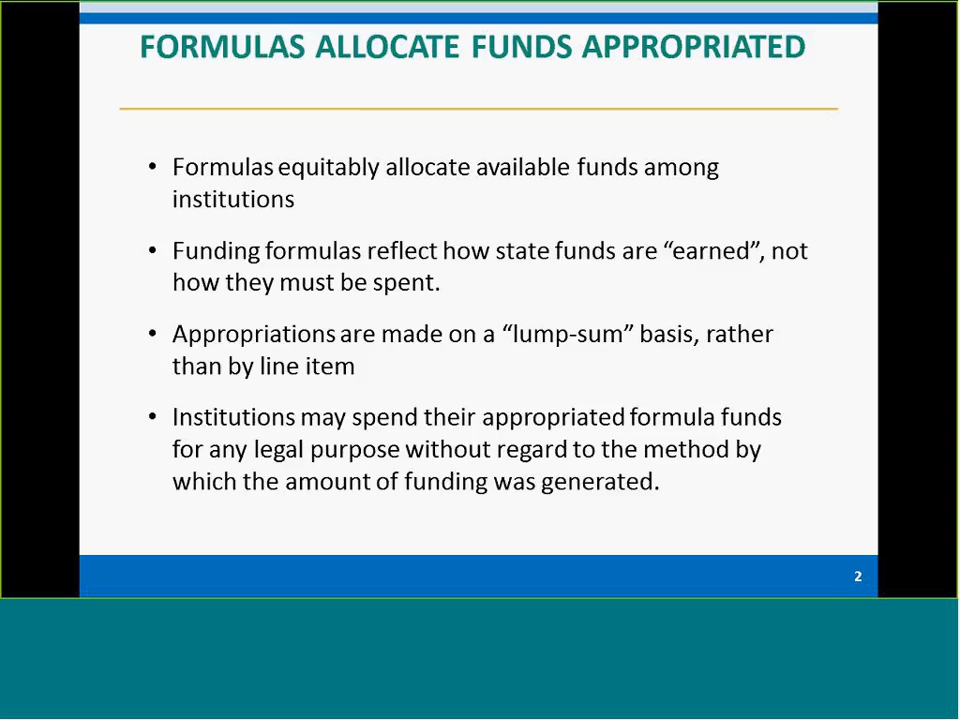 FORMULAS ALLOCATE FUNDS APPROPRIATED
• Formulas equitably allocate available funds among
institutions
• Funding formulas reflect how state funds are “earned”, not
how they must be spent.
• Appropriations are made on a “lump-sum” basis, rather
than by line item
• Institutions may spend their appropriated formula funds
for any legal purpose without regard to the method by
which the amount of funding was generated.
2